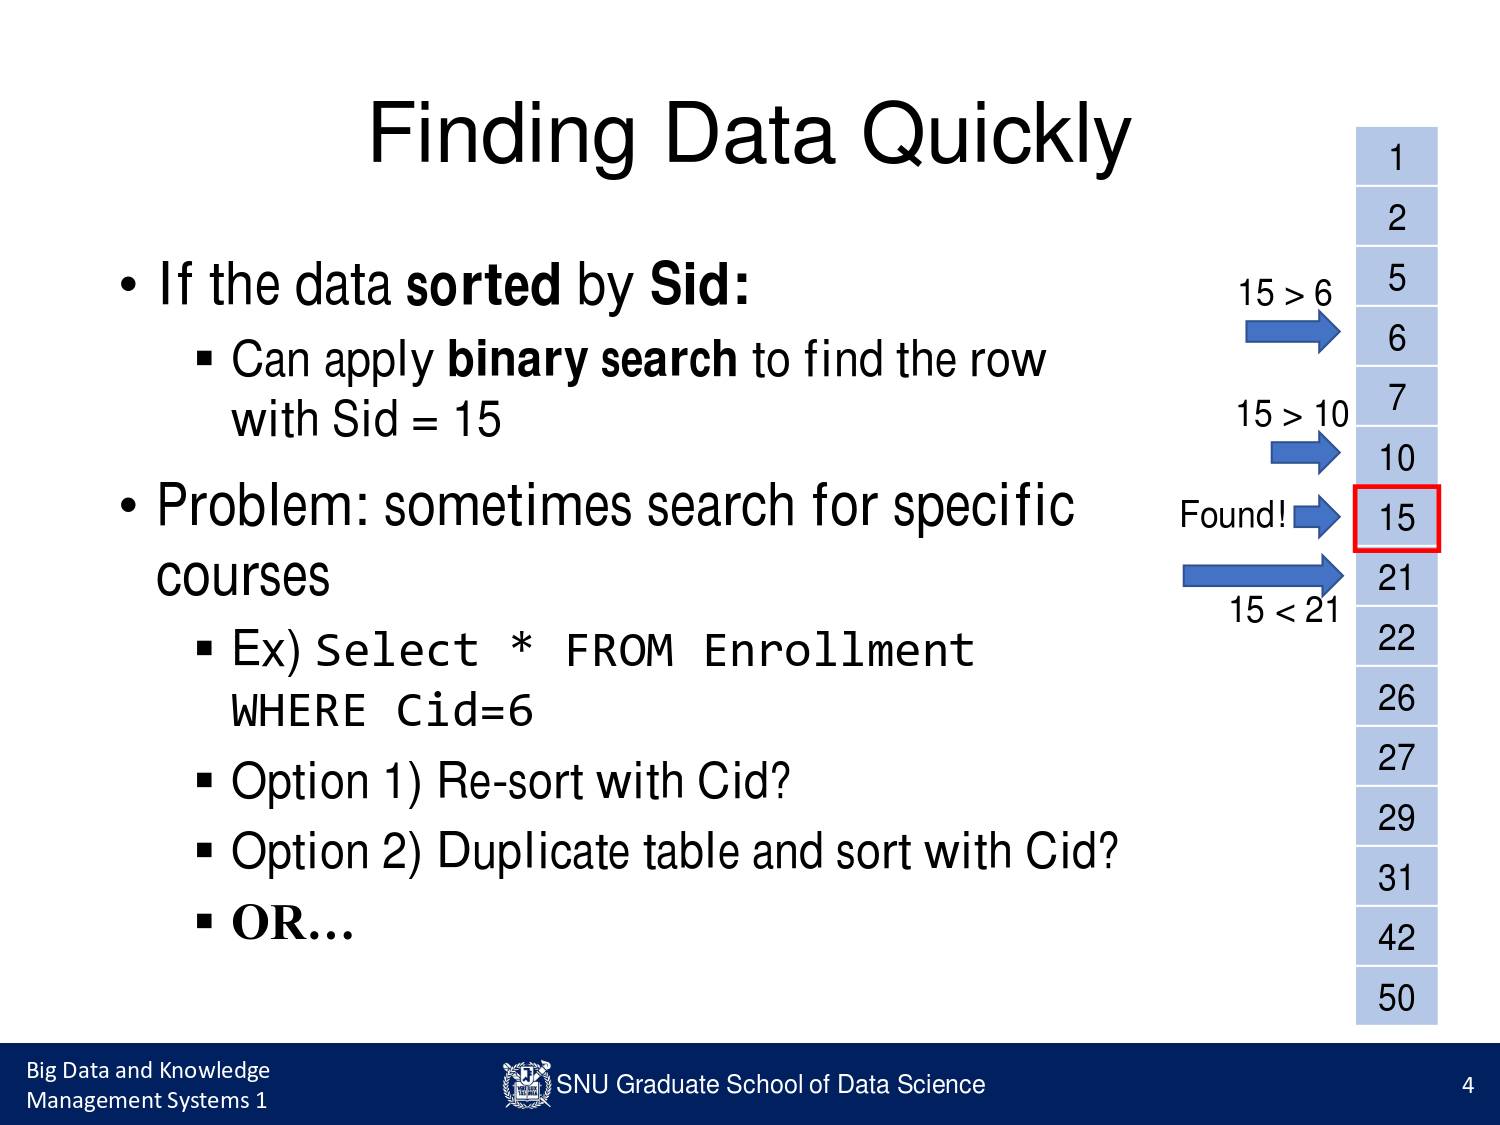 Finding Data Quickly
• If the data sorted by Sid:
▪ Can apply binary search to find the row
with Sid = 15
• Problem: sometimes search for specific
courses
▪ Ex) Select * FROM Enrollment
WHERE Cid=6
▪ Option 1) Re-sort with Cid?
▪ Option 2) Duplicate table and sort with Cid?
▪ OR…
15 > 6
15 > 10
Found!
15 < 21
1
2
5
6
7
10
15
21
22
26
27
29
31
42
50
Big Data and Knowledge
Management Systems 1
SNU Graduate School of Data Science
4